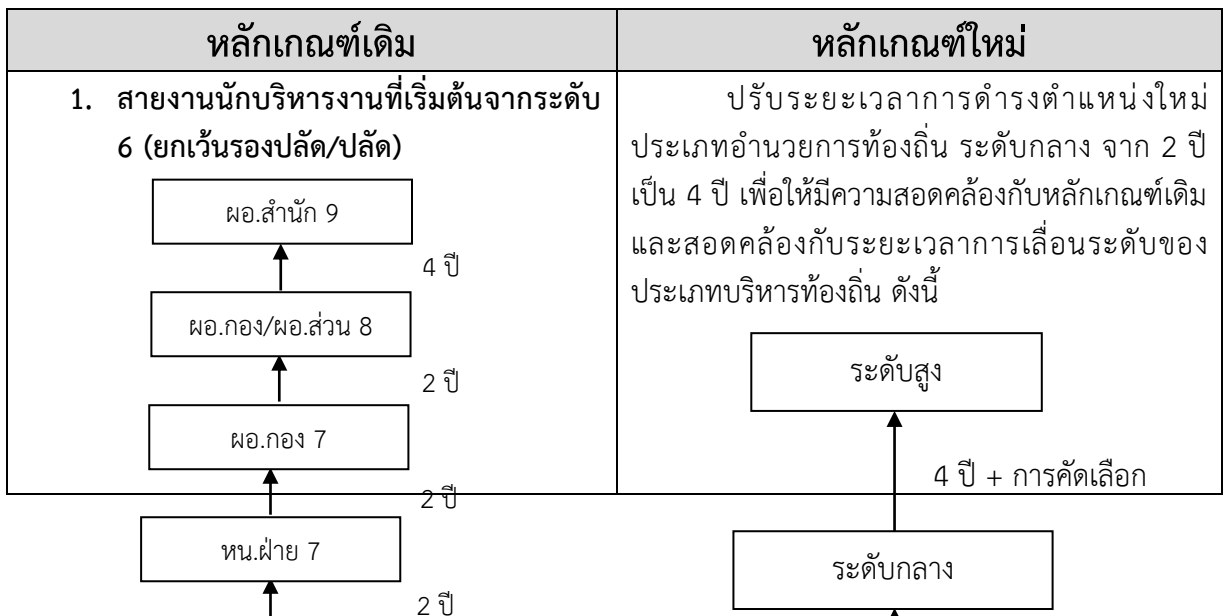 หลักเกณฑ์เดิม
หลักเกณฑ์ใหม่
1. สายงานนักบริหารงานที่เริ่มต้นจากระดับ
6 (ยกเว้นรองปลัด/ปลัด)
ผอ.สำนัก 9
4 ปี
ผอ.กอง/ผอ.ส่วน 8
2 ปี
ผอ.กอง 7
2 ปี
หน.ฝ่าย 7
2 ปี
ปรับระยะเวลาการดำรงตำแหน่งใหม่
ประเภทอำนวยการท้องถิ่น ระดับกลาง จาก 2 ปี
เป็น 4 ปี เพื่อให้มีความสอดคล้องกับหลักเกณฑ์เดิม
และสอดคล้องกับระยะเวลาการเลื่อนระดับของ
ประเภทบริหารท้องถิ่น ดังนี้
ระดับสูง
4 ปี + การคัดเลือก
ระดับกลาง